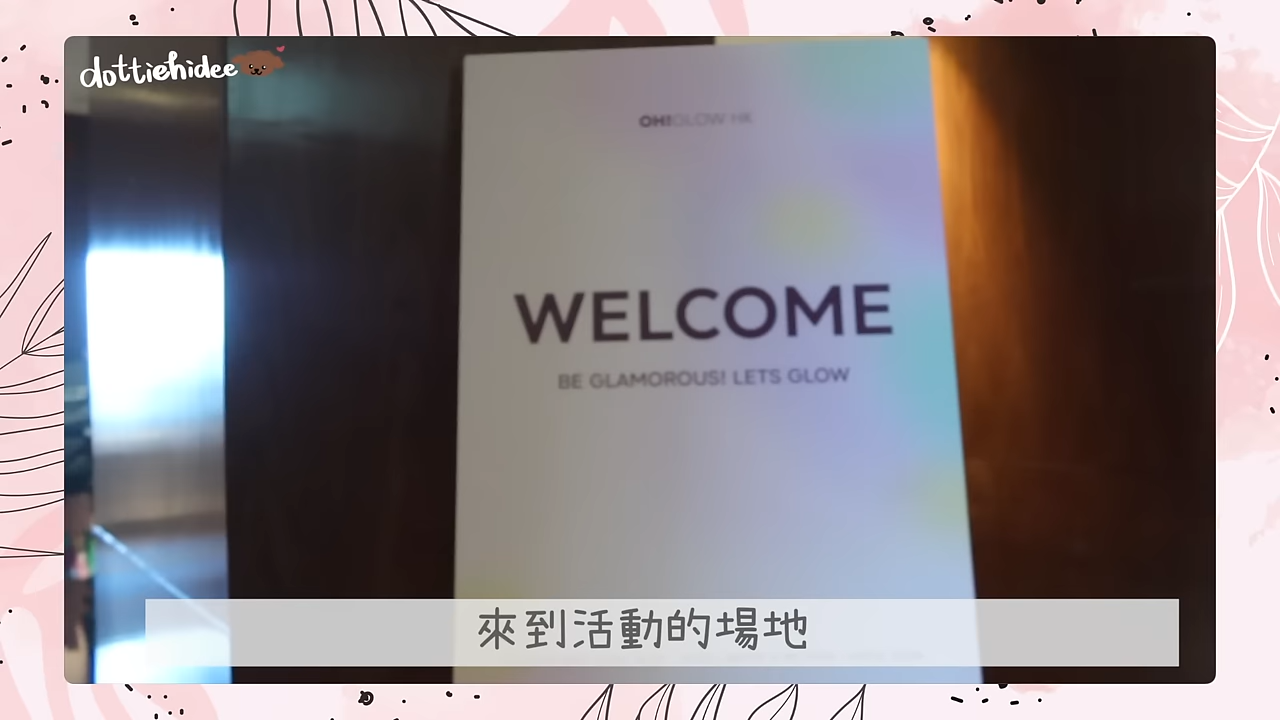 dottiehidee
OH!GLOW HK
WELCOME
BE GLAMOROUS! LETS GLOW
來到活動的場地